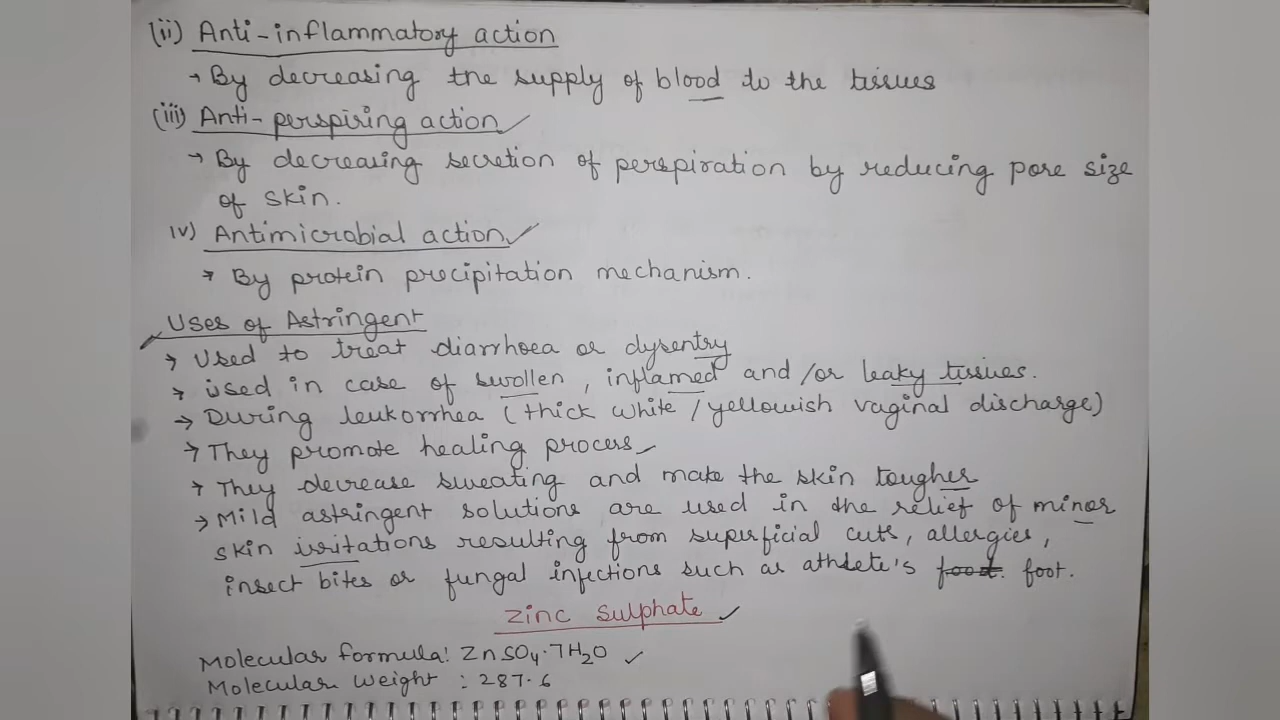 (ii) Anti-inflammatory action
→ By decreasing the supply of blood to the tissues
(iii) Anti-perspiring action ✓
→ By decreasing secretion of perspiration by reducing pore size
of skin.
iv) Antimicrobial action ✓
→ By protein precipitation mechanism.
Uses of Astringent
→ Used to treat diarrhoea or dysentry
→ used in case of swollen, inflamed and/or leaky tissues.
→ During leukorrhea (thick white/yellowish vaginal discharge)
→ They promote healing process
→ They decrease sweating and make the skin tougher
→ Mild astringent solutions are used in the relief of minor
skin irritations resulting from superficial cuts, allergies,
insect bites or fungal infections such as athlete's foot. foot.
Zinc Sulphate ✓
Molecular formula: ZnSO₄·7H₂O ✓
Molecular Weight : 287.6